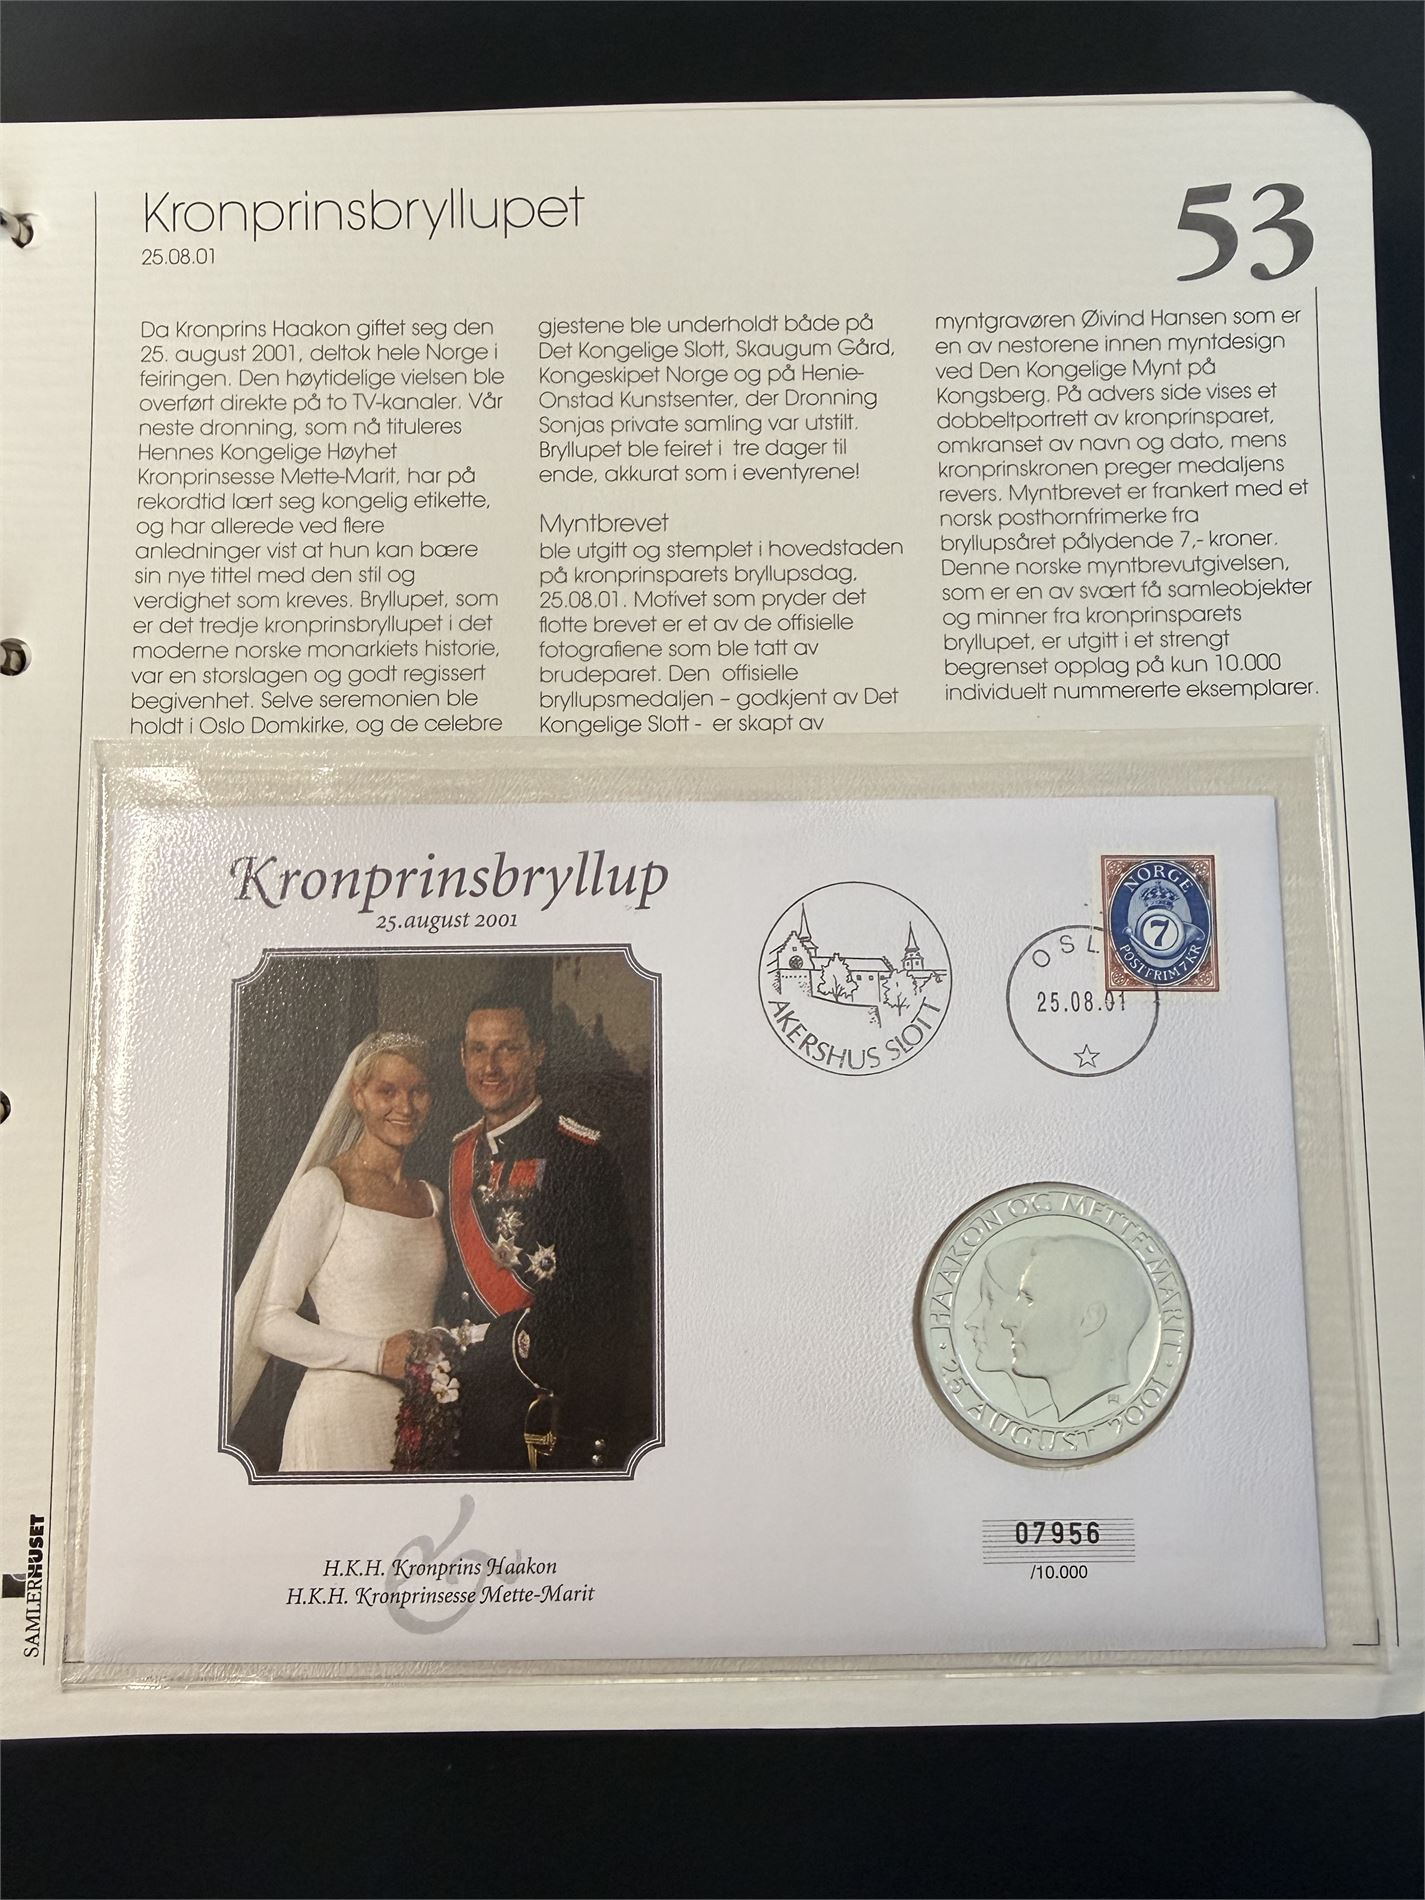 Kronprinsbryllupet
25.08.01
53
Da Kronprins Haakon giftet seg den
25. august 2001, deltok hele Norge i
feiringen. Den høytidelige vielsen ble
overført direkte på to TV-kanaler. Vår
neste dronning, som nå tituleres
Hennes Kongelige Høyhet
Kronprinsesse Mette-Marit, har på
rekordtid lært seg kongelig etikette,
og har allerede ved flere
anledninger vist at hun kan bære
sin nye tittel med den stil og
verdighet som kreves. Bryllupet, som
er det tredje kronprinsbryllupet i det
moderne norske monarkiets historie,
var en storslagen og godt regissert
begivenhet. Selve seremonien ble
holdt i Oslo Domkirke, og de celebre
gjestene ble underholdt både på
Det Kongelige Slott, Skaugum Gård,
Kongeskipet Norge og på Henie-
Onstad Kunstsenter, der Dronning
Sonjas private samling var utstilt.
Bryllupet ble feiret i tre dager til
ende, akkurat som i eventyrene!
Myntbrevet
ble utgitt og stemplet i hovedstaden
på kronprinsparets bryllupsdag,
25.08.01. Motivet som pryder det
flotte brevet er et av de offisielle
fotografiene som ble tatt av
brudeparet. Den offisielle
bryllupsmedaljen – godkjent av Det
Kongelige Slott - er skapt av
myntgravøren Øivind Hansen som er
en av nestorene innen myntdesign
ved Den Kongelige Mynt på
Kongsberg. På advers side vises et
dobbeltportrett av kronprinsparet,
omkranset av navn og dato, mens
kronprinskronen preger medaljens
revers. Myntbrevet er frankert med et
norsk posthornfrimerke fra
bryllupsåret pålydende 7,- kroner.
Denne norske myntbrevutgivelsen,
som er en av svært få samleobjekter
og minner fra kronprinsparets
bryllupet, er utgitt i et strengt
begrenset opplag på kun 10.000
individuelt nummererte eksemplarer.
Kronprinsbryllup
25.august 2001
AKERSHUS SLOTT
OSL
25.08.01
NORGE
7
POSTFRIM 7 KR
HAAKON OG METTE-MARIT
· 25. AUGUST 2001 ·
07956
/10.000
&
H.K.H. Kronprins Haakon
H.K.H. Kronprinsesse Mette-Marit
SAMLERHUSET